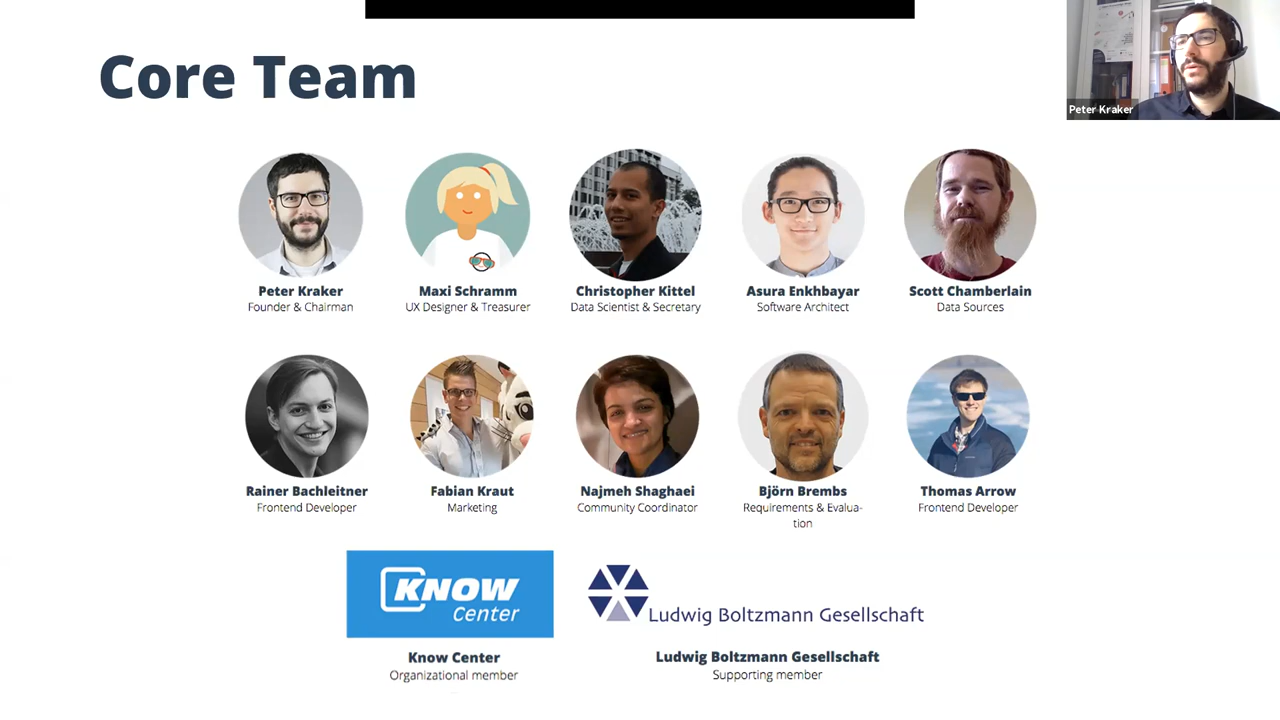 Core Team
Peter Kraker
Peter Kraker
Founder & Chairman
Maxi Schramm
UX Designer & Treasurer
Christopher Kittel
Data Scientist & Secretary
Asura Enkhbayar
Software Architect
Scott Chamberlain
Data Sources
Rainer Bachleitner
Frontend Developer
Fabian Kraut
Marketing
Najmeh Shaghaei
Community Coordinator
Björn Brembs
Requirements & Evalua-
tion
Thomas Arrow
Frontend Developer
KNOW
Center
Know Center
Organizational member
Ludwig Boltzmann Gesellschaft
Ludwig Boltzmann Gesellschaft
Supporting member